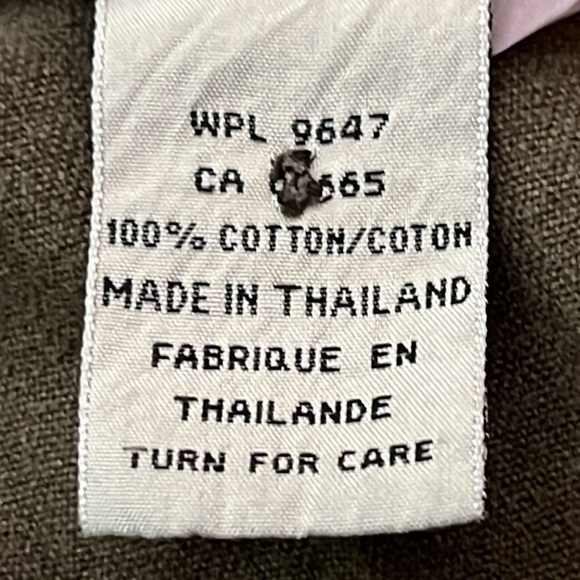 WPL 9647
CA
100% COTTON/COTON
MADE IN THAILAND
FABRIQUE EN
THAILANDE
TURN FOR CARE